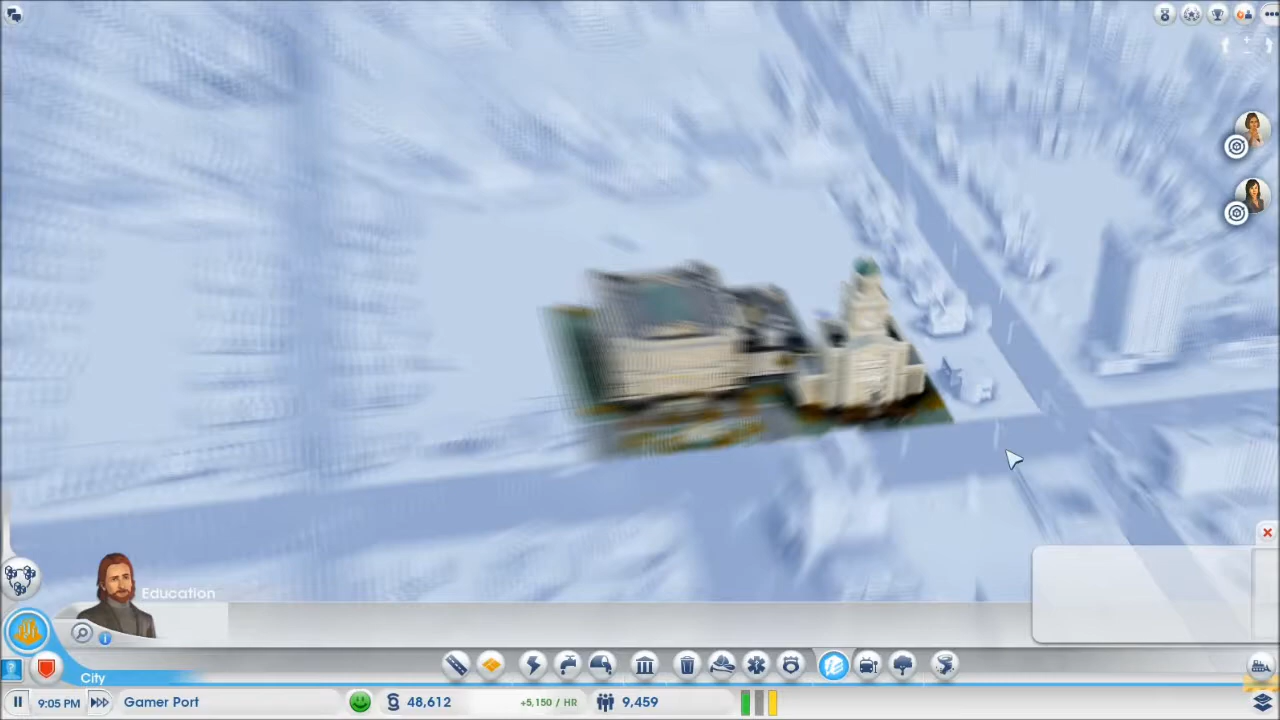 Education
City
9:05 PM
Gamer Port
48,612
+5,150 / HR
9,459